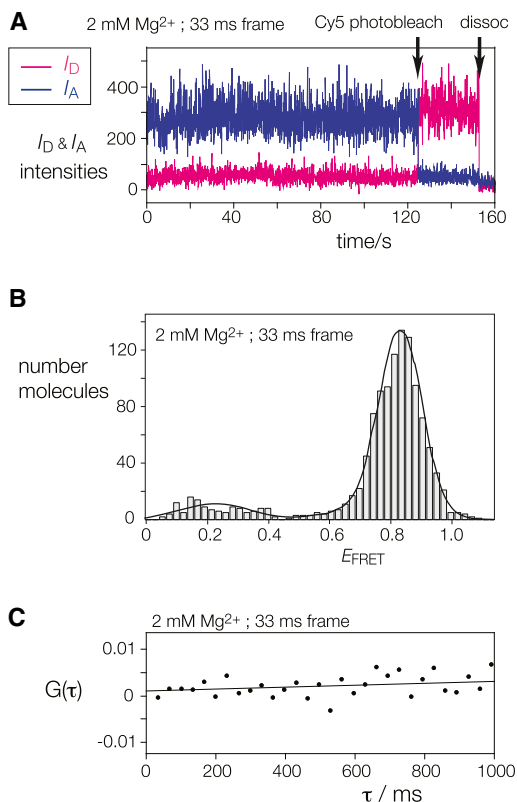 A
2 mM Mg2+ ; 33 ms frame
Cy5 photobleach
dissoc
ID
IA
ID & IA
intensities
400
200
0
0 40 80 120 160
time/s
B
2 mM Mg2+ ; 33 ms frame
number
molecules
120
80
40
0
0 0.2 0.4 0.6 0.8 1.0
EFRET
C
2 mM Mg2+ ; 33 ms frame
G(τ)
0.01
0
-0.01
0 200 400 600 800 1000
τ / ms